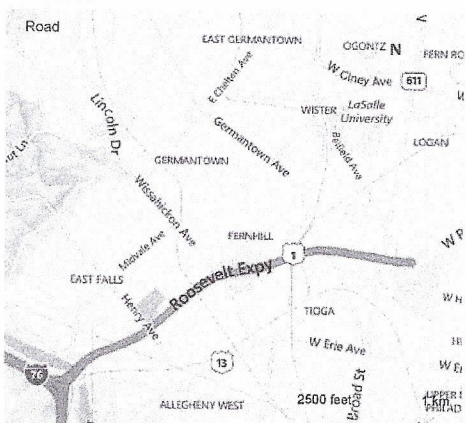 Road
EAST GERMANTOWN
OGONTZ N
FERN RO
E Chelten Ave
W Olney Ave
611
Lincoln Dr
WISTER
LaSalle
University
Germantown Ave
Belfield Ave
LOGAN
GERMANTOWN
Wissahickon Ave
Midvale Ave
FERNHILL
1
W R
EAST FALLS
Roosevelt Expy
Henry Ave
TIOGA
W H
13
W Erie Ave
76
W Er
2500 feet
1 km
Broad St
UPPER
PHILAD
ALLEGHENY WEST